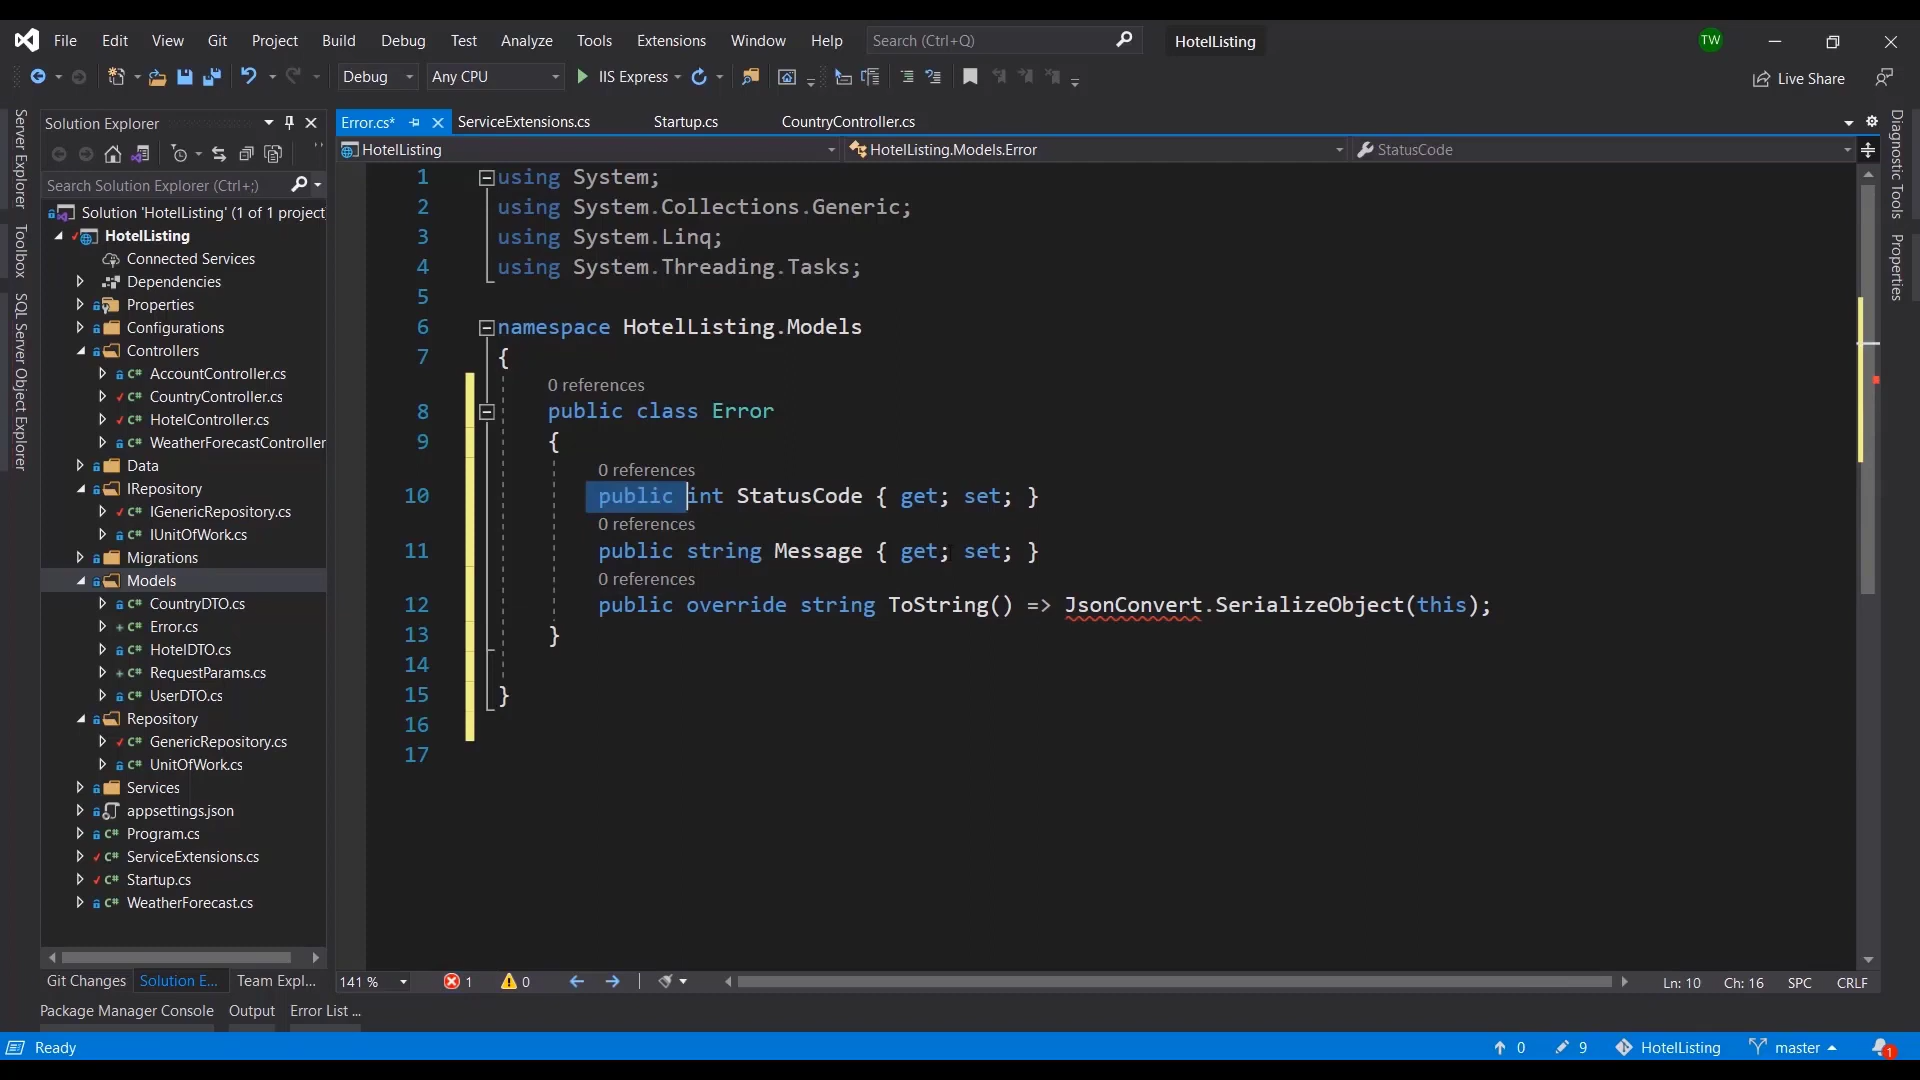 File Edit View Git Project Build Debug Test Analyze Tools Extensions Window Help Search (Ctrl+Q) HotelListing TW
Debug Any CPU IIS Express Live Share
Server Explorer
Toolbox
SQL Server Object Explorer
Solution Explorer
Search Solution Explorer (Ctrl+;)
Solution 'HotelListing' (1 of 1 project
HotelListing
Connected Services
Dependencies
Properties
Configurations
Controllers
C# AccountController.cs
C# CountryController.cs
C# HotelController.cs
C# WeatherForecastController
Data
IRepository
C# IGenericRepository.cs
C# IUnitOfWork.cs
Migrations
Models
C# CountryDTO.cs
C# Error.cs
C# HotelDTO.cs
C# RequestParams.cs
C# UserDTO.cs
Repository
C# GenericRepository.cs
C# UnitOfWork.cs
Services
appsettings.json
C# Program.cs
C# ServiceExtensions.cs
C# Startup.cs
C# WeatherForecast.cs
Git Changes Solution E... Team Expl...
Error.cs* ServiceExtensions.cs Startup.cs CountryController.cs
HotelListing HotelListing.Models.Error StatusCode
1 using System;
2 using System.Collections.Generic;
3 using System.Linq;
4 using System.Threading.Tasks;
5
6 namespace HotelListing.Models
7 {
0 references
8 public class Error
9 {
0 references
10 public int StatusCode { get; set; }
0 references
11 public string Message { get; set; }
0 references
12 public override string ToString() => JsonConvert.SerializeObject(this);
13 }
14
15 }
16
17
141 % 1 0 Ln: 10 Ch: 16 SPC CRLF
Diagnostic Tools
Properties
Package Manager Console Output Error List ...
Ready 0 9 HotelListing master 1